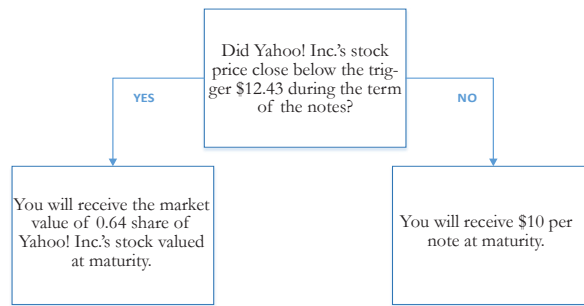 Did Yahoo! Inc.'s stock
price close below the trig-
ger $12.43 during the term
of the notes?
YES
NO
You will receive the market
value of 0.64 share of
Yahoo! Inc.'s stock valued
at maturity.
You will receive $10 per
note at maturity.